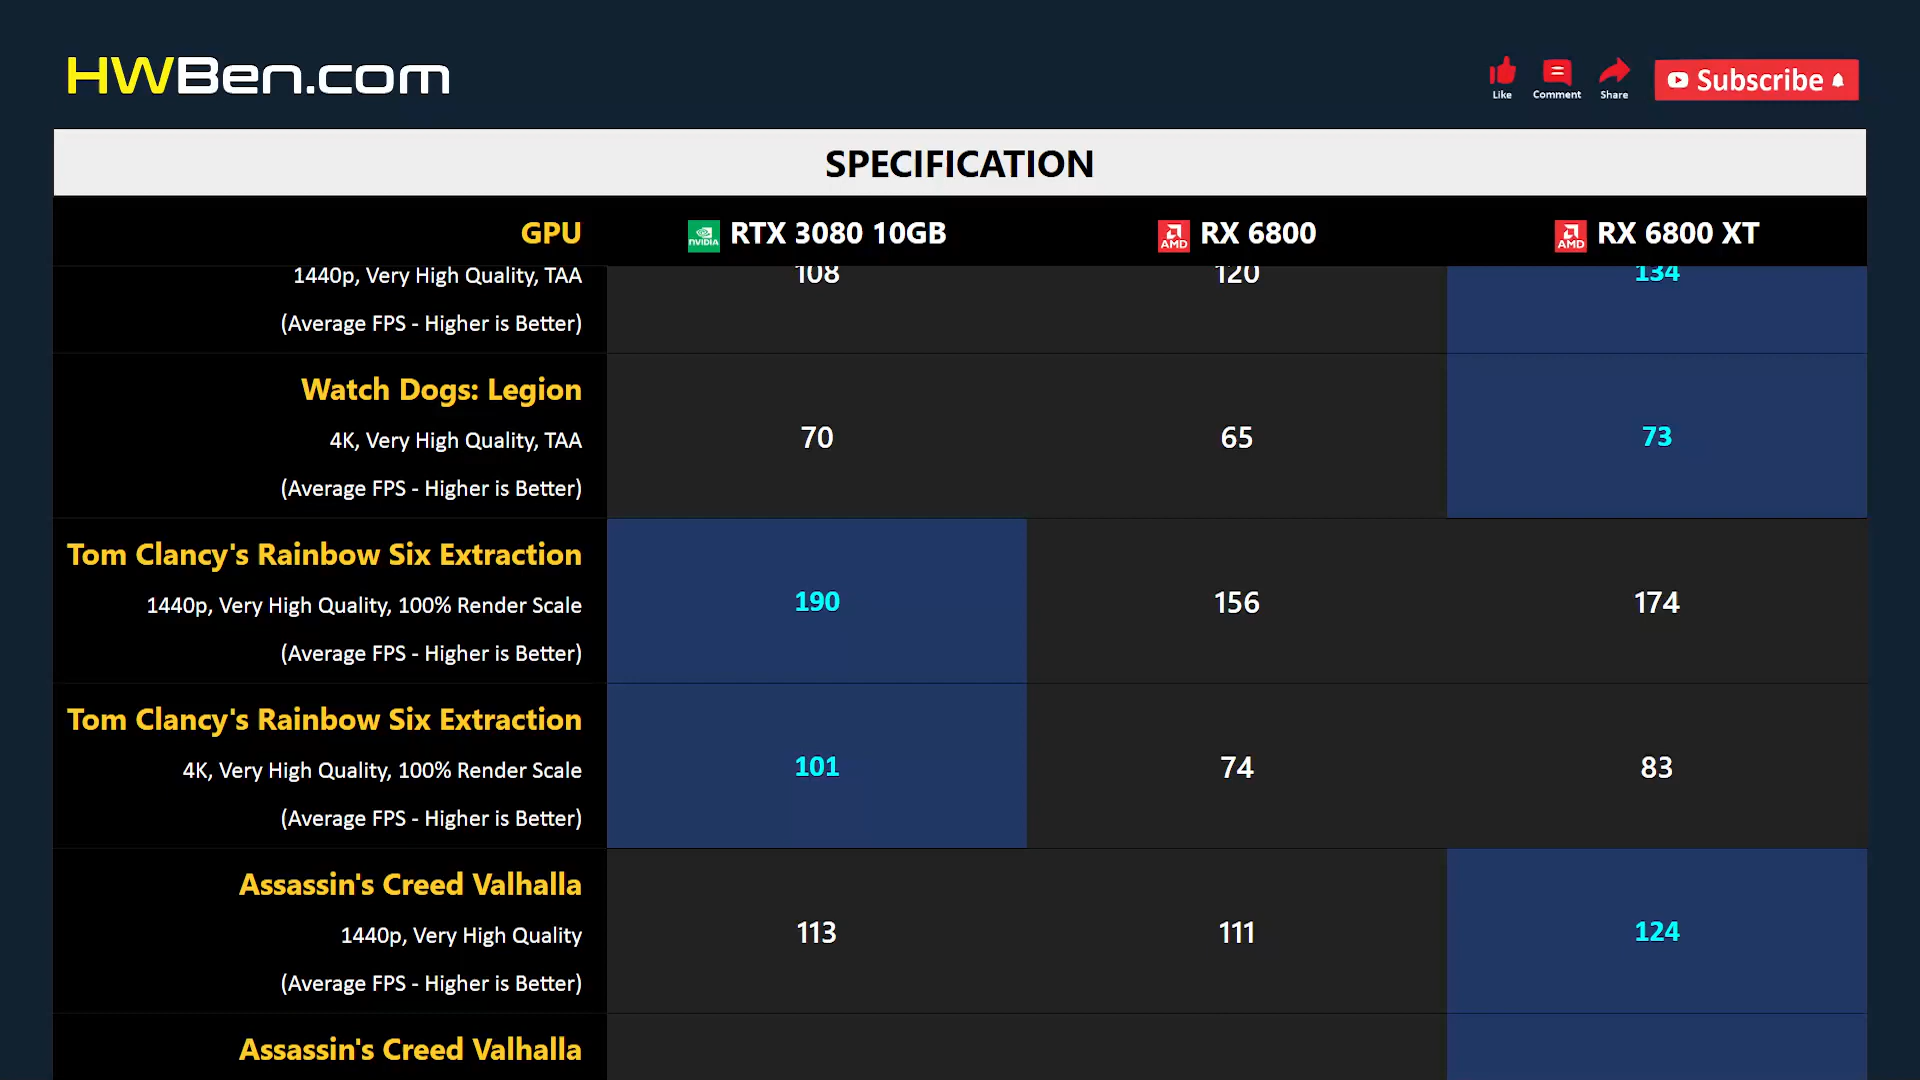 HWBen.com
Like Comment Share Subscribe
SPECIFICATION
GPU NVIDIA RTX 3080 10GB AMD RX 6800 AMD RX 6800 XT
1440p, Very High Quality, TAA 108 120 134
(Average FPS - Higher is Better)
Watch Dogs: Legion
4K, Very High Quality, TAA 70 65 73
(Average FPS - Higher is Better)
Tom Clancy's Rainbow Six Extraction
1440p, Very High Quality, 100% Render Scale 190 156 174
(Average FPS - Higher is Better)
Tom Clancy's Rainbow Six Extraction
4K, Very High Quality, 100% Render Scale 101 74 83
(Average FPS - Higher is Better)
Assassin's Creed Valhalla
1440p, Very High Quality 113 111 124
(Average FPS - Higher is Better)
Assassin's Creed Valhalla